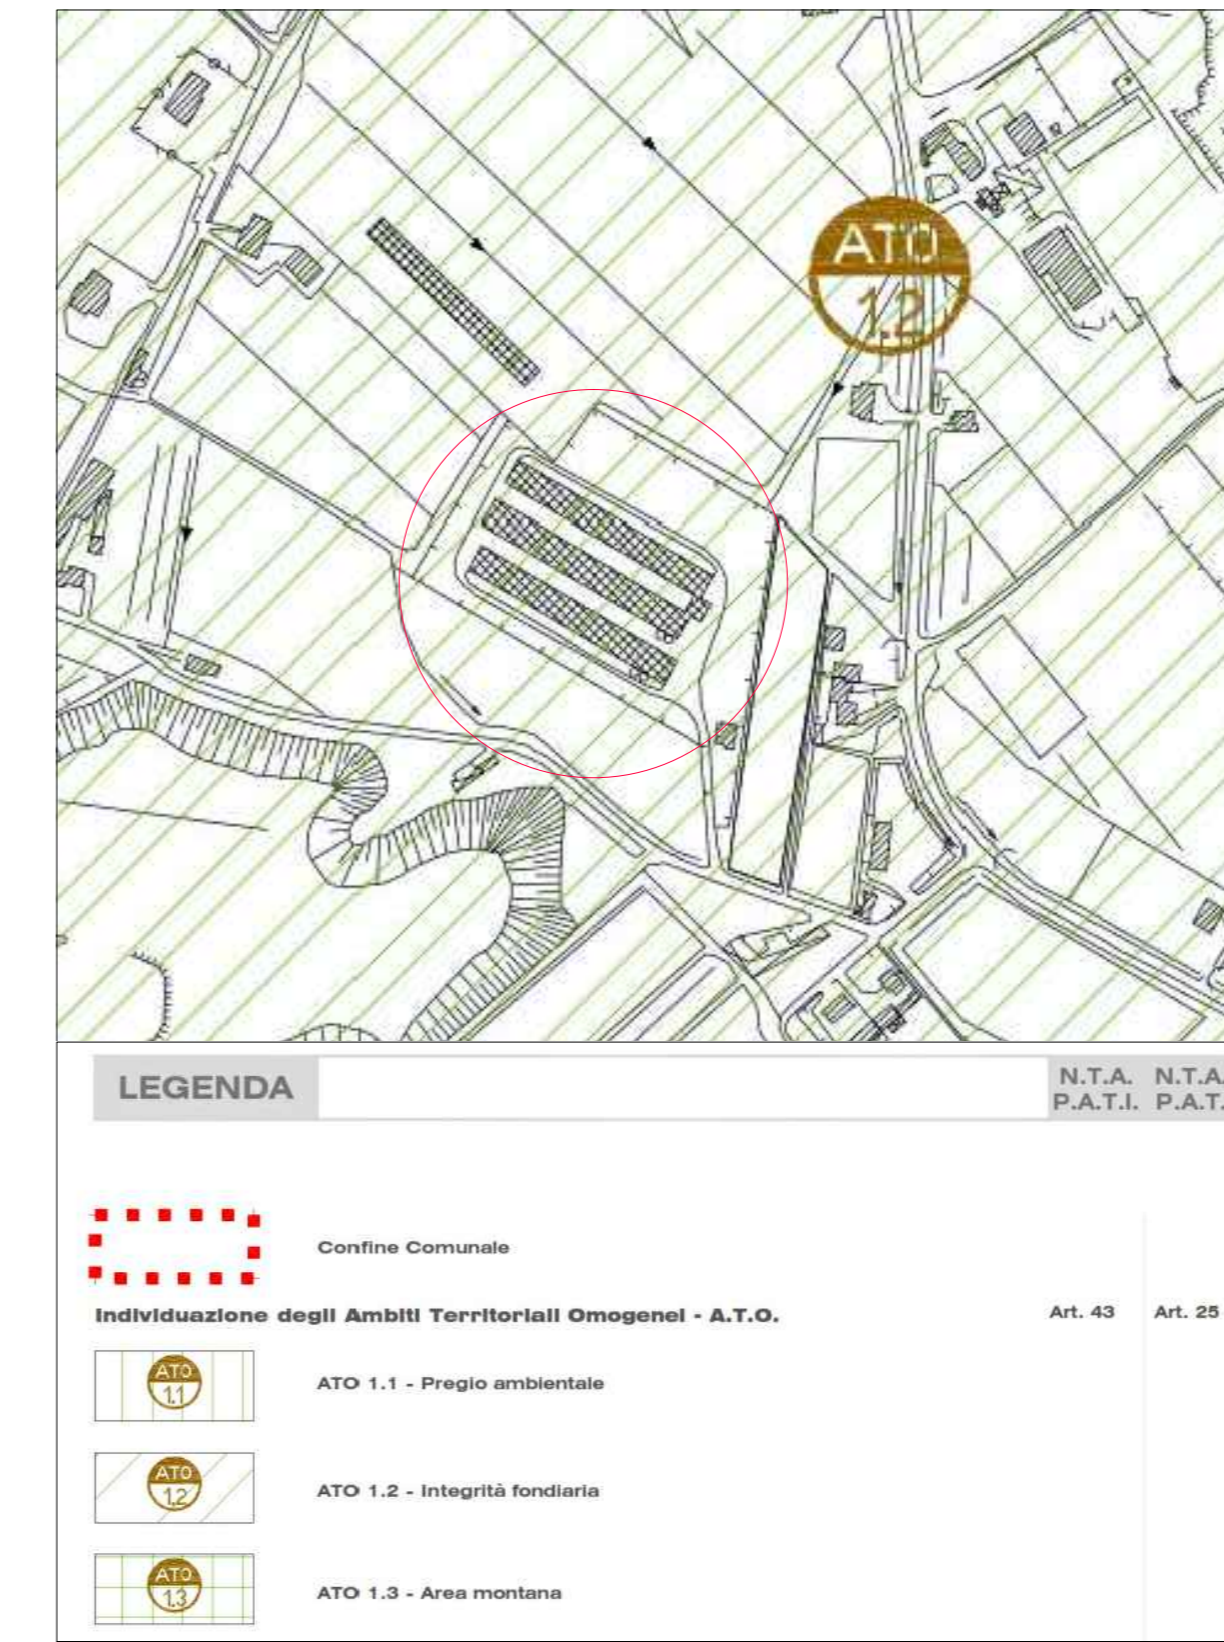 ATO
1.2
LEGENDA
N.T.A. N.T.A.
P.A.T.I. P.A.T.
Confine Comunale
Individuazione degli Ambiti Territoriali Omogenei - A.T.O. Art. 43 Art. 25
ATO
1.1
ATO 1.1 - Pregio ambientale
ATO
1.2
ATO 1.2 - Integrità fondiaria
ATO
1.3
ATO 1.3 - Area montana